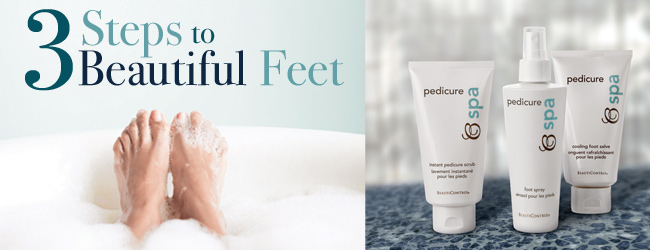 3 Steps to
Beautiful Feet
pedicure
spa
instant pedicure scrub
lavement instantané
pour les pieds
BEAUTICONTROL
pedicure
spa
foot spray
aérosol pour les pieds
BEAUTICONTROL
pedicure
spa
cooling foot salve
onguent rafraîchissant
pour les pieds
BEAUTICONTROL